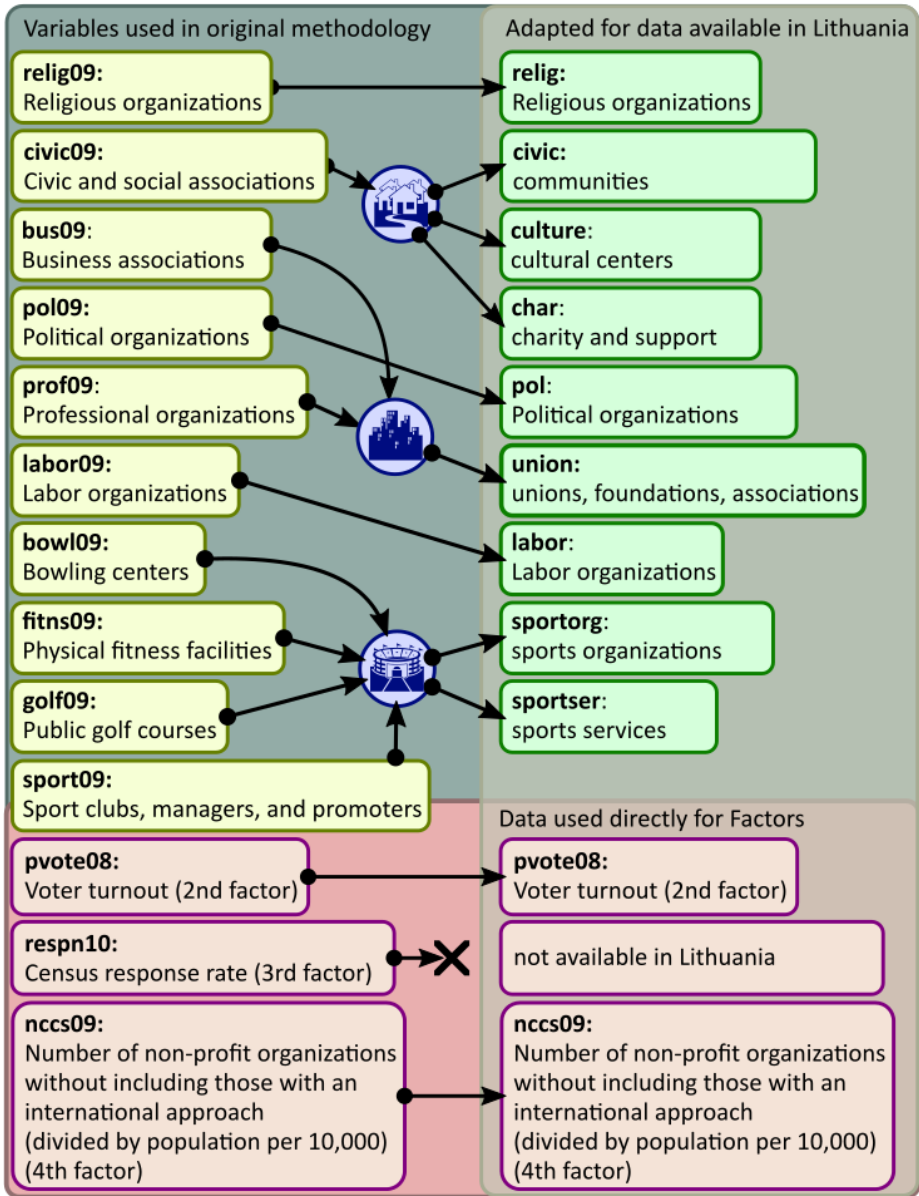 Variables used in original methodology
Adapted for data available in Lithuania
relig09:
Religious organizations
relig:
Religious organizations
civic09:
Civic and social associations
civic:
communities
bus09:
Business associations
culture:
cultural centers
pol09:
Political organizations
char:
charity and support
prof09:
Professional organizations
pol:
Political organizations
labor09:
Labor organizations
union:
unions, foundations, associations
bowl09:
Bowling centers
labor:
Labor organizations
fitns09:
Physical fitness facilities
sportorg:
sports organizations
golf09:
Public golf courses
sportser:
sports services
sport09:
Sport clubs, managers, and promoters
Data used directly for Factors
pvote08:
Voter turnout (2nd factor)
pvote08:
Voter turnout (2nd factor)
respn10:
Census response rate (3rd factor)
not available in Lithuania
nccs09:
Number of non-profit organizations
without including those with an
international approach
(divided by population per 10,000)
(4th factor)
nccs09:
Number of non-profit organizations
without including those with an
international approach
(divided by population per 10,000)
(4th factor)